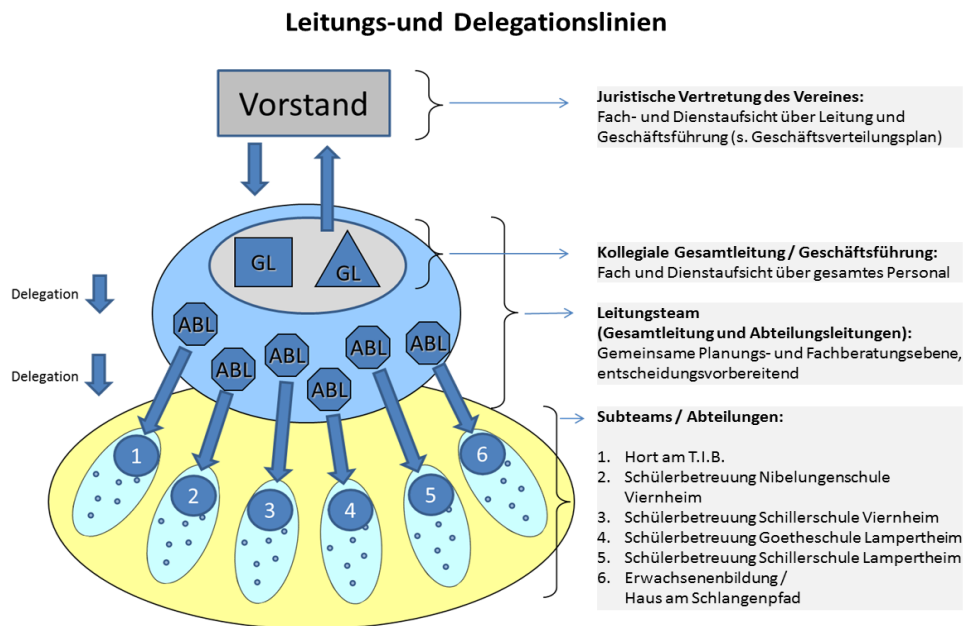 Leitungs-und Delegationslinien
Vorstand
Juristische Vertretung des Vereines:
Fach- und Dienstaufsicht über Leitung und
Geschäftsführung (s. Geschäftsverteilungsplan)
GL
GL
Kollegiale Gesamtleitung / Geschäftsführung:
Fach und Dienstaufsicht über gesamtes Personal
Delegation
Leitungsteam
(Gesamtleitung und Abteilungsleitungen):
Gemeinsame Planungs- und Fachberatungsebene,
entscheidungsvorbereitend
ABL
ABL
ABL
ABL
ABL
ABL
Delegation
Subteams / Abteilungen:
1. Hort am T.I.B.
2. Schülerbetreuung Nibelungenschule
Viernheim
3. Schülerbetreuung Schillerschule Viernheim
4. Schülerbetreuung Goetheschule Lampertheim
5. Schülerbetreuung Schillerschule Lampertheim
6. Erwachsenenbildung /
Haus am Schlangenpfad
1
2
3
4
5
6